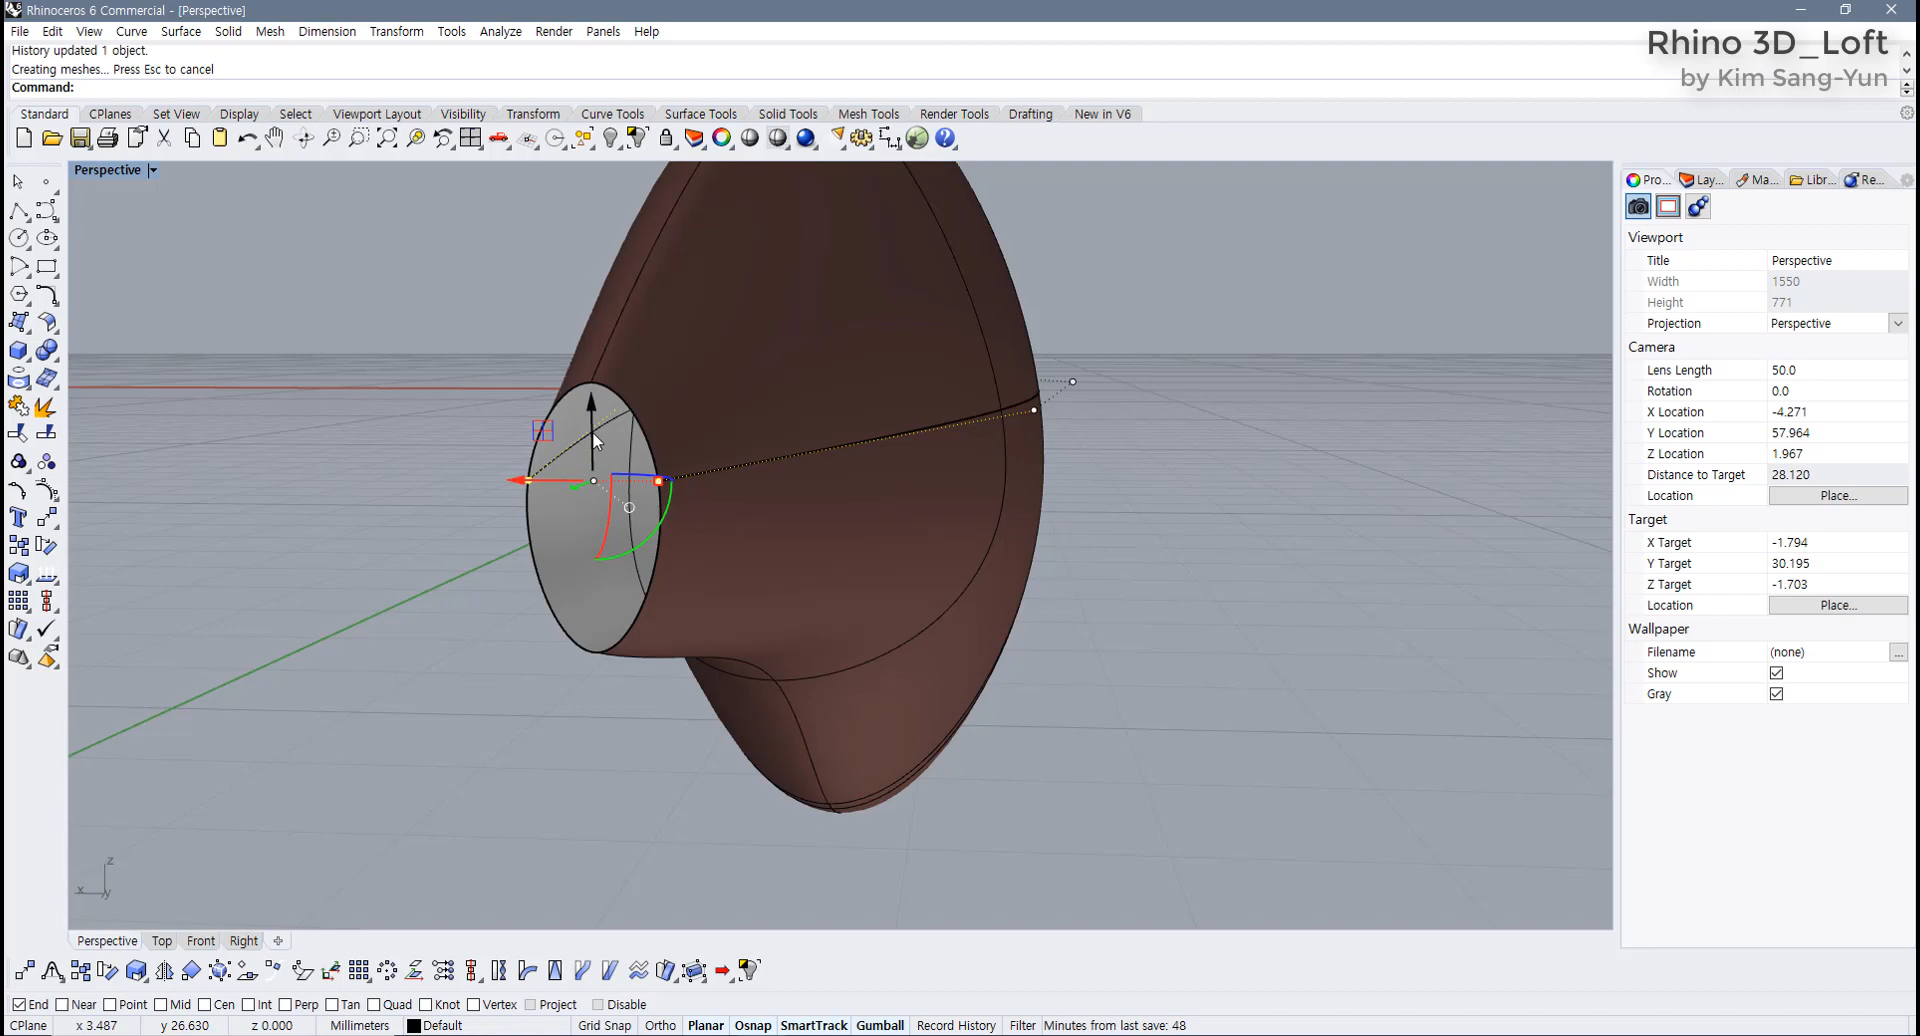 Rhinoceros 6 Commercial - [Perspective]
File Edit View Curve Surface Solid Mesh Dimension Transform Tools Analyze Render Panels Help
History updated 1 object.
Creating meshes... Press Esc to cancel
Command:
Rhino 3D_Loft
by Kim Sang-Yun
Standard CPlanes Set View Display Select Viewport Layout Visibility Transform Curve Tools Surface Tools Solid Tools Mesh Tools Render Tools Drafting New in V6
Perspective
Pro... Lay... Ma... Libr... Re...
Viewport
Title Perspective
Width 1550
Height 771
Projection Perspective
Camera
Lens Length 50.0
Rotation 0.0
X Location -4.271
Y Location 57.964
Z Location 1.967
Distance to Target 28.120
Location Place...
Target
X Target -1.794
Y Target 30.195
Z Target -1.703
Location Place...
Wallpaper
Filename (none) ...
Show
Gray
z
x y
Perspective Top Front Right
End Near Point Mid Cen Int Perp Tan Quad Knot Vertex Project Disable
CPlane x 3.487 y 26.630 z 0.000 Millimeters Default Grid Snap Ortho Planar Osnap SmartTrack Gumball Record History Filter Minutes from last save: 48